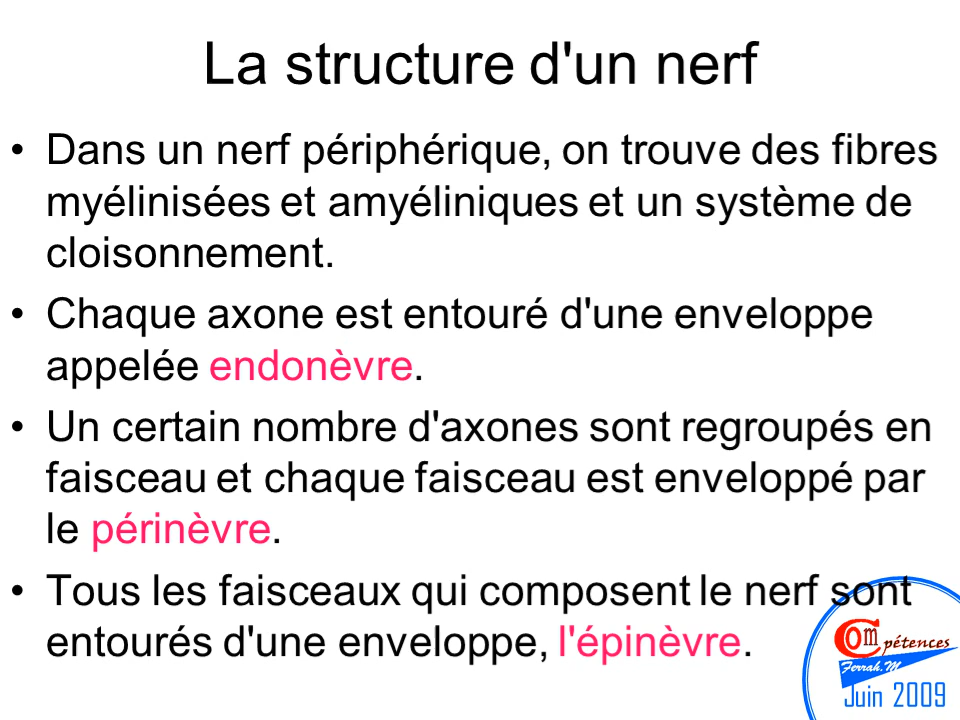 La structure d'un nerf
• Dans un nerf périphérique, on trouve des fibres
myélinisées et amyéliniques et un système de
cloisonnement.
• Chaque axone est entouré d'une enveloppe
appelée endonèvre.
• Un certain nombre d'axones sont regroupés en
faisceau et chaque faisceau est enveloppé par
le périnèvre.
• Tous les faisceaux qui composent le nerf sont
entourés d'une enveloppe, l'épinèvre.
Compétences
Ferrah.M
Juin 2009